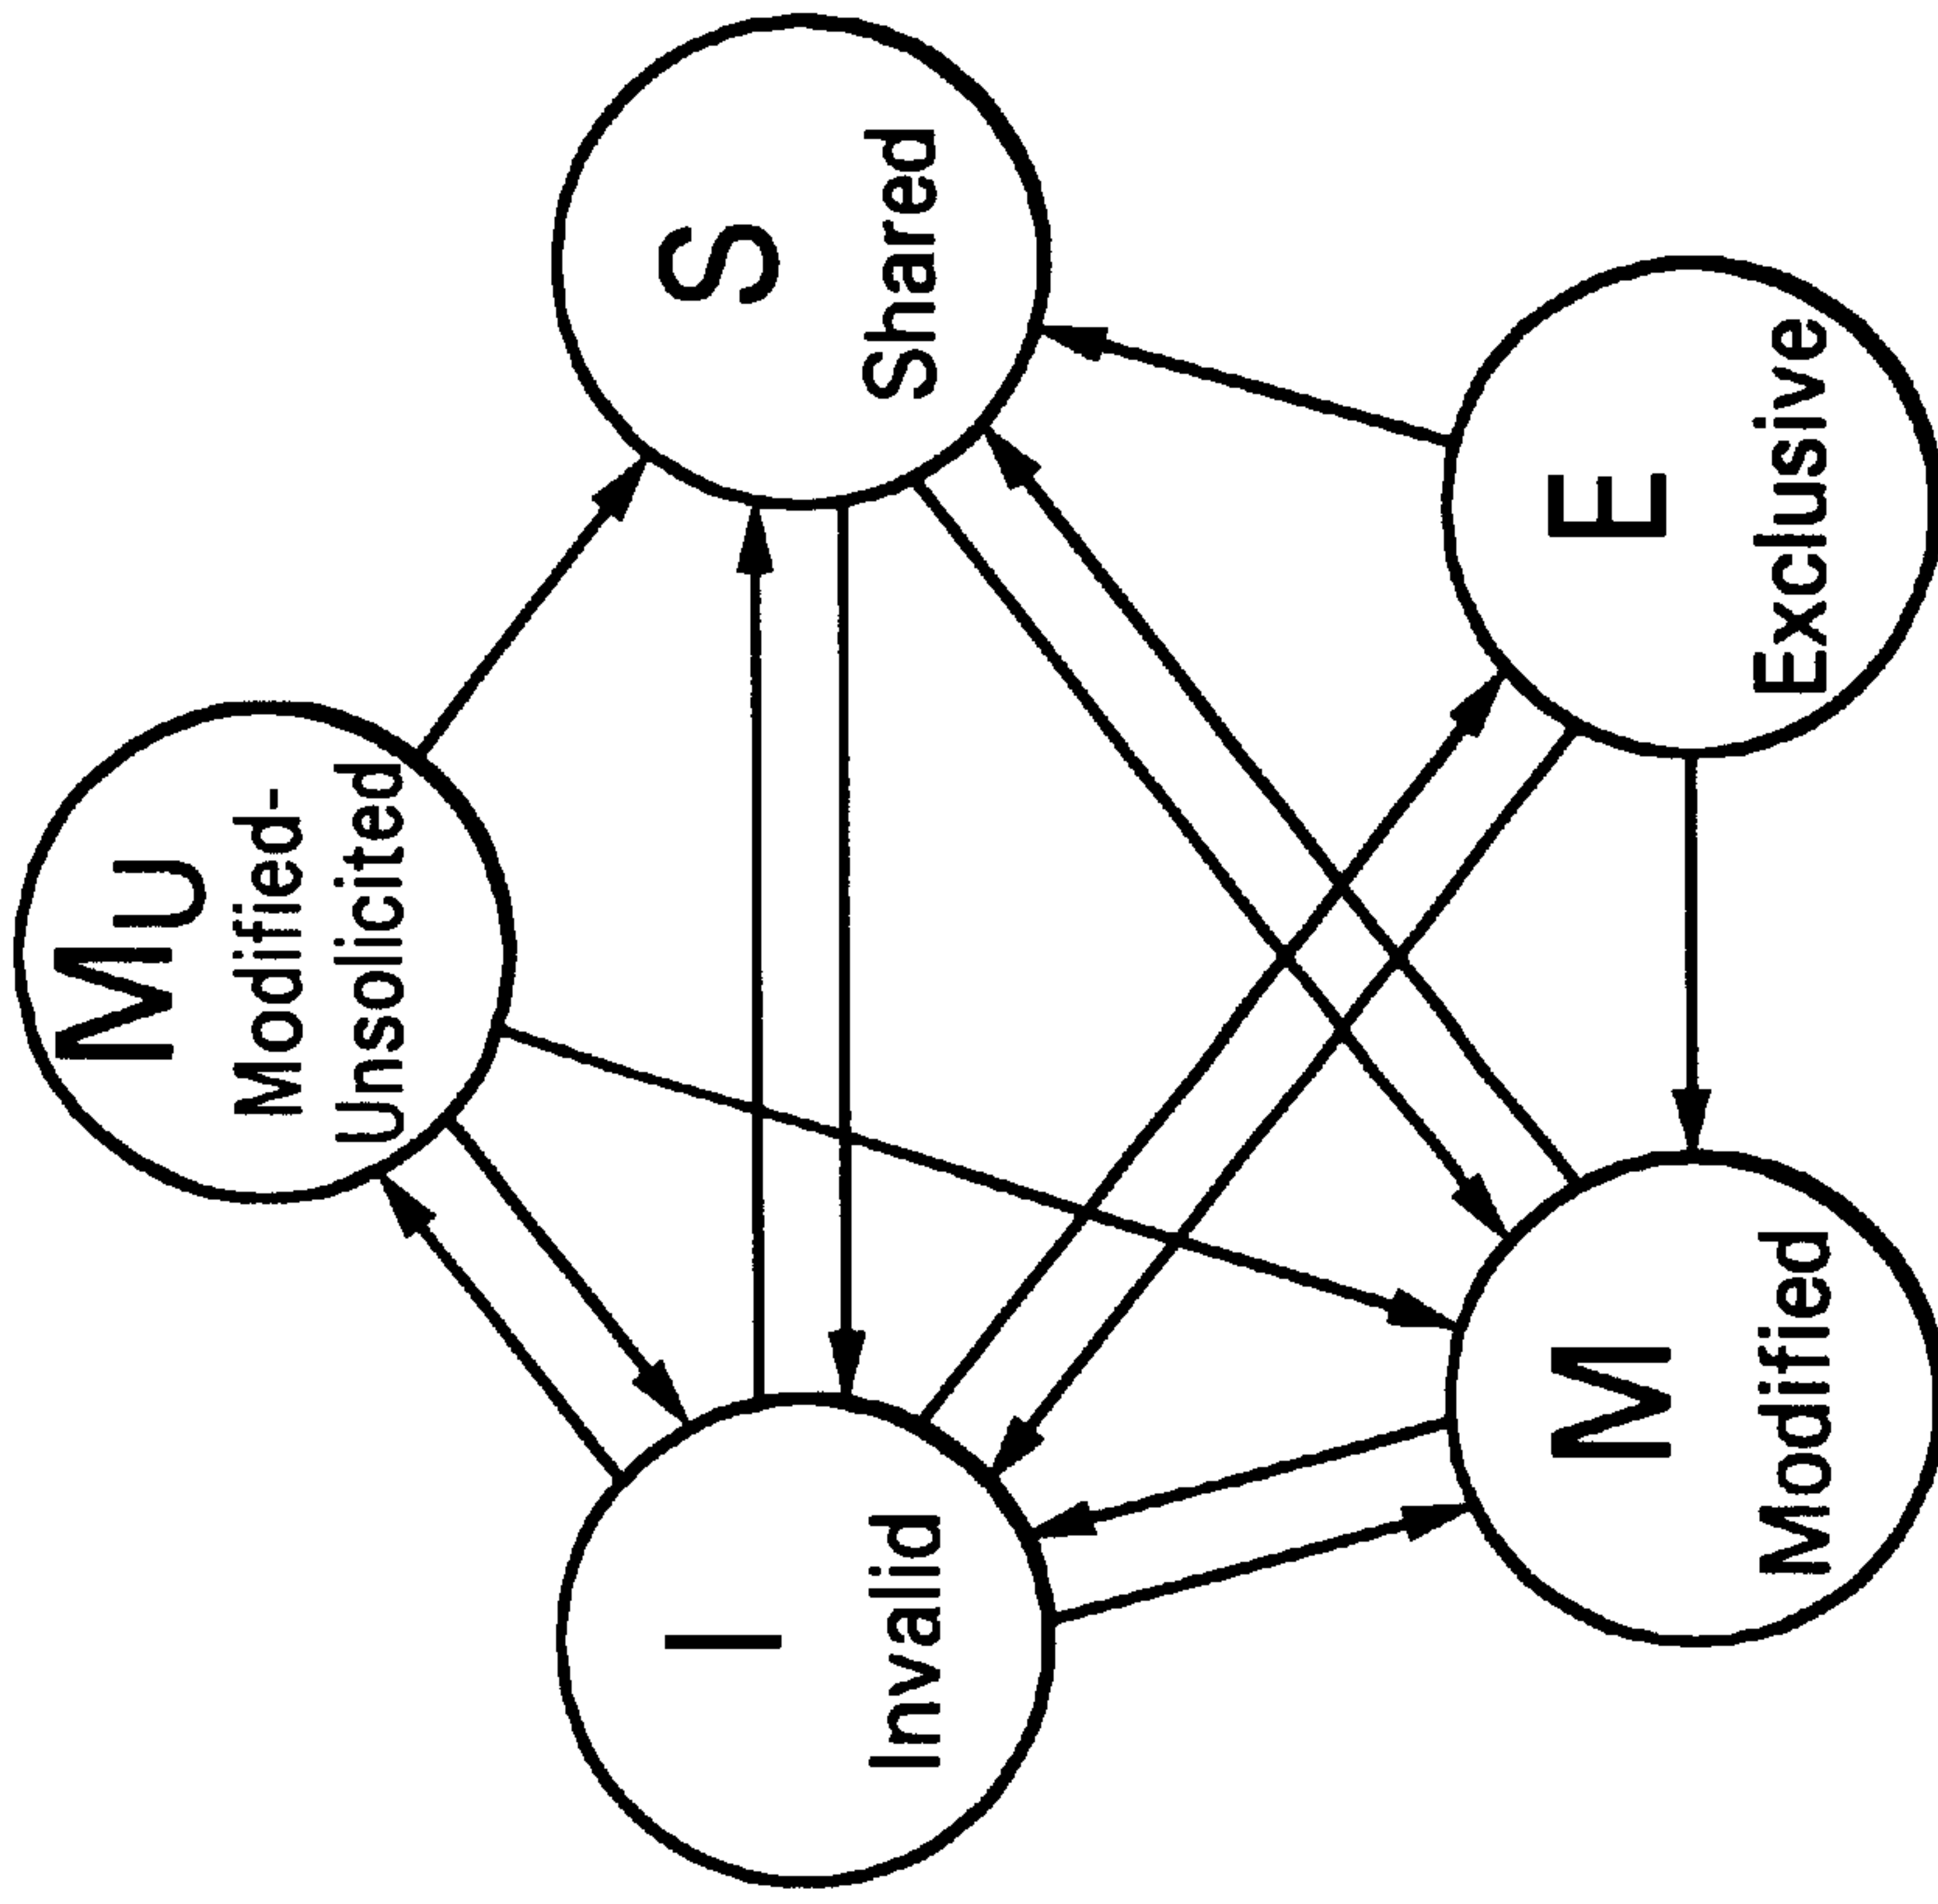 Mu
Modified-
Unsolicited
I
Invalid
S
Shared
M
Modified
E
Exclusive